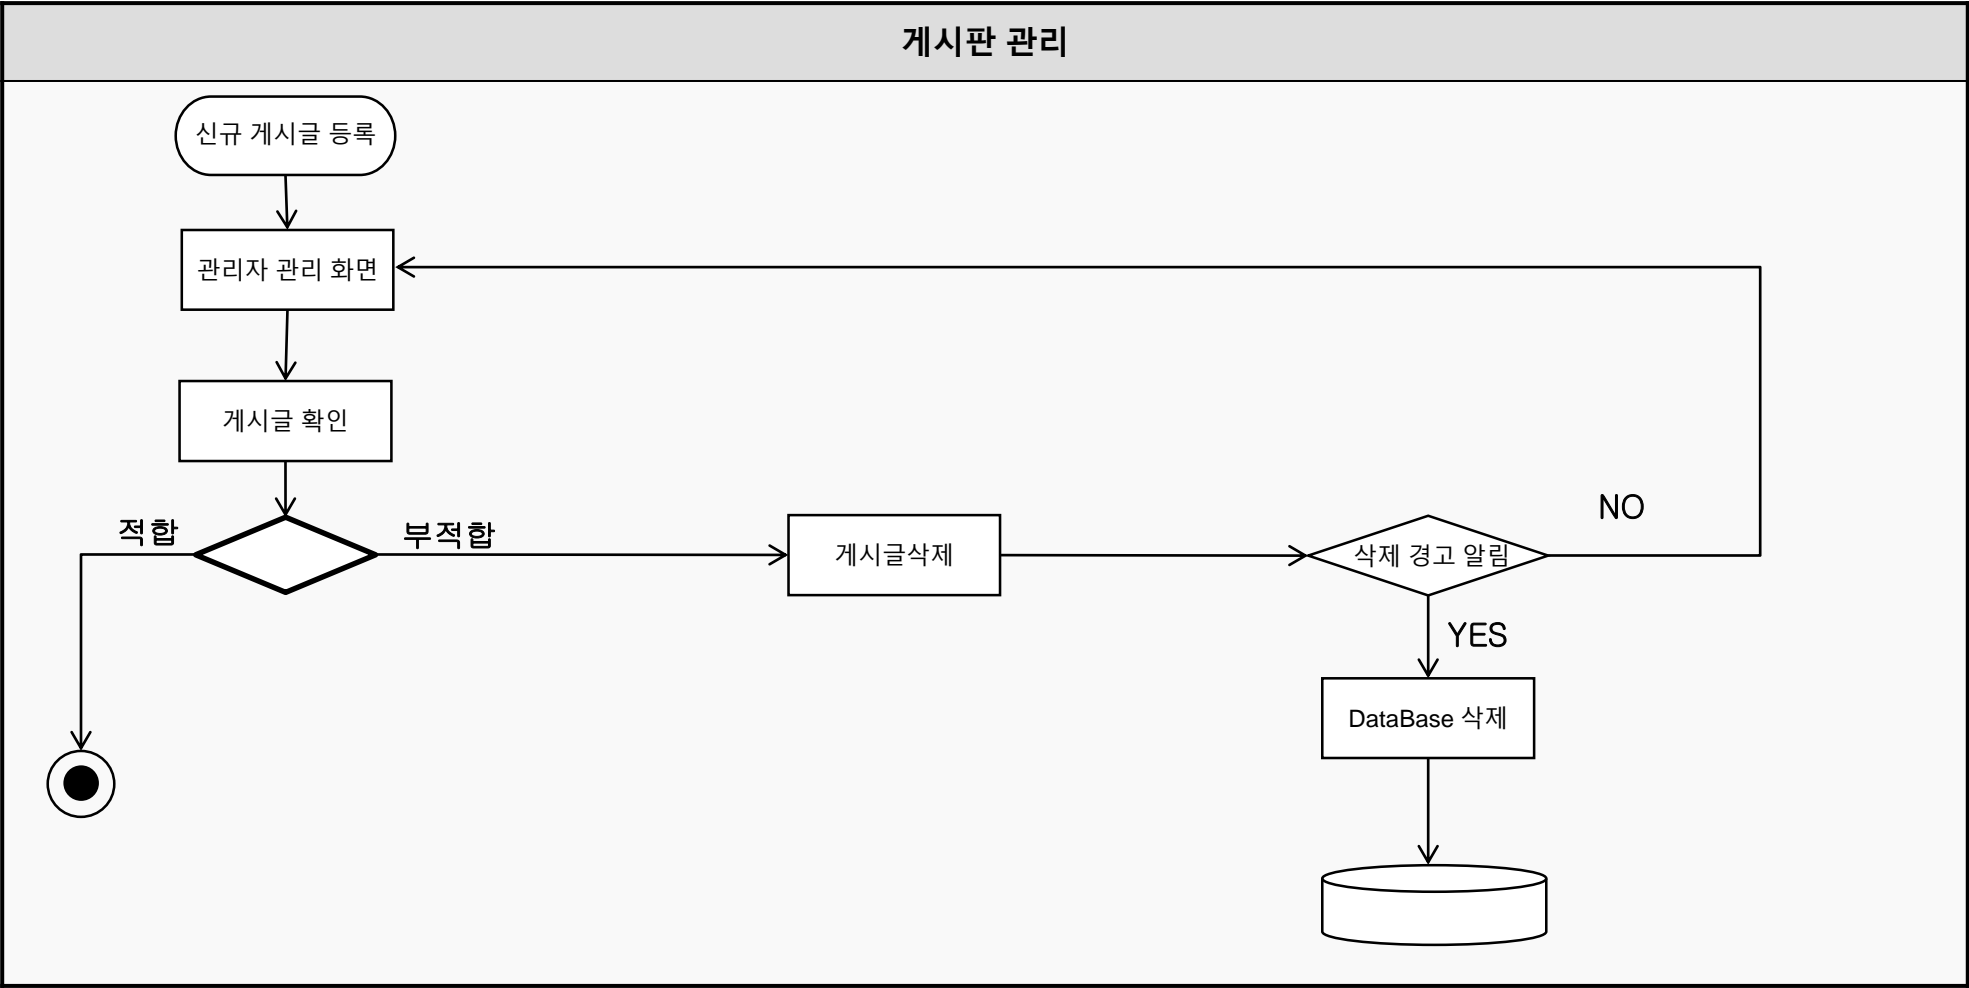 게시판 관리
신규 게시글 등록
관리자 관리 화면
게시글 확인
적합
부적합
게시글삭제
삭제 경고 알림
NO
YES
DataBase 삭제